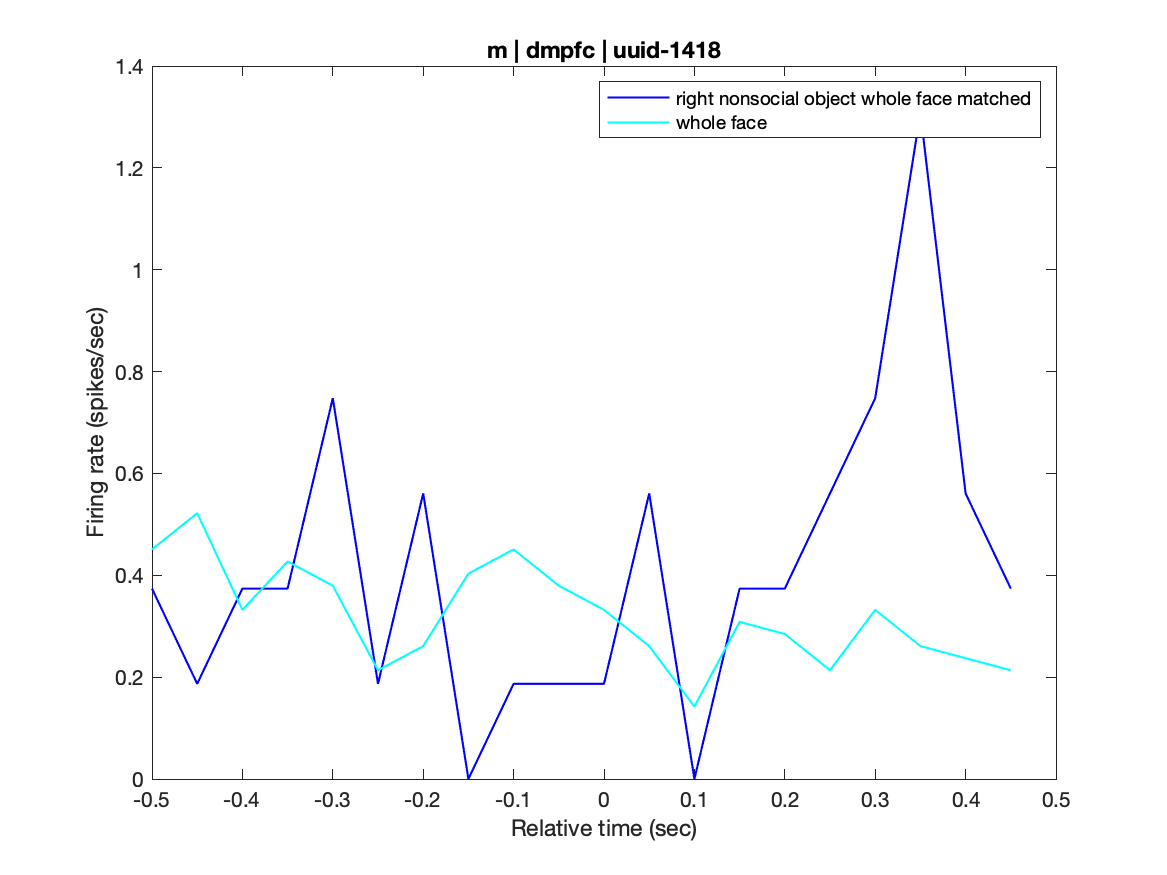 m | dmpfc | uuid-1418
right nonsocial object whole face matched
whole face
Firing rate (spikes/sec)
1.4
1.2
1
0.8
0.6
0.4
0.2
0
-0.5 -0.4 -0.3 -0.2 -0.1 0 0.1 0.2 0.3 0.4 0.5
Relative time (sec)